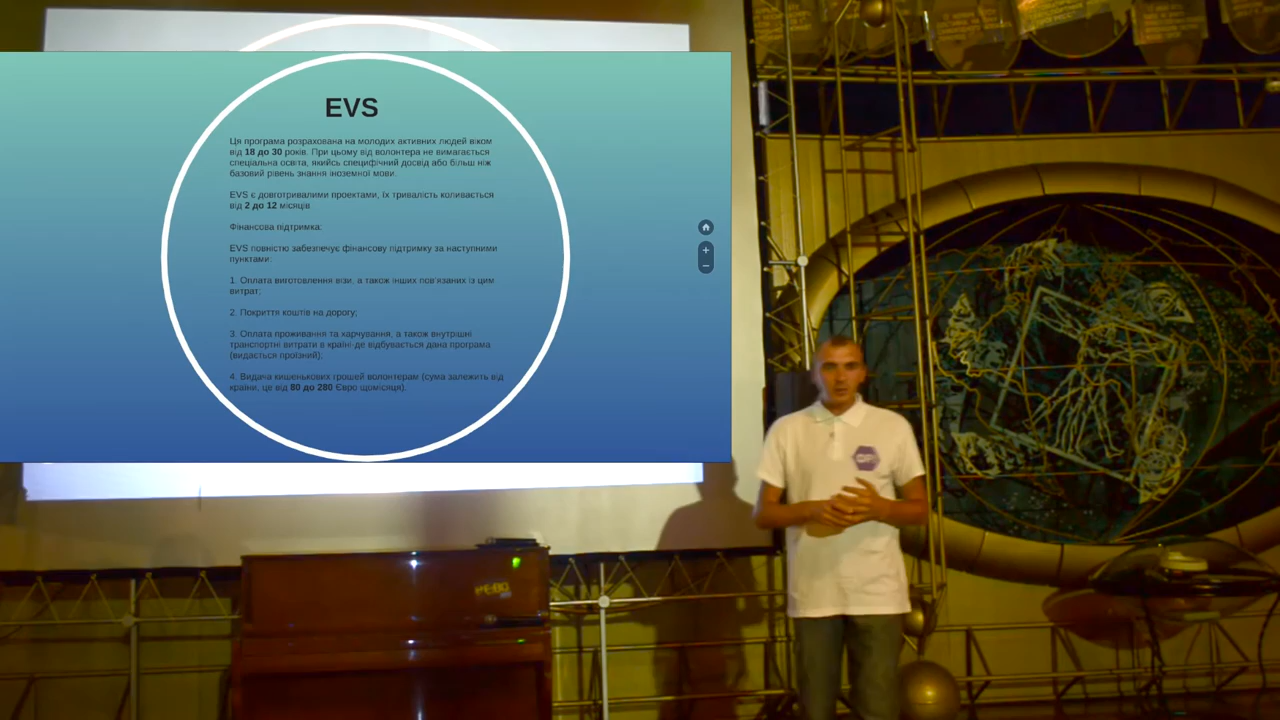 EVS
Ця програма розрахована на молодих активних людей віком
від 18 до 30 років. При цьому від волонтера не вимагається
спеціальна освіта, якийсь специфічний досвід або більш ніж
базовий рівень знання іноземної мови.
EVS є довготривалими проектами, їх тривалість коливається
від 2 до 12 місяців
Фінансова підтримка:
EVS повністю забезпечує фінансову підтримку за наступними
пунктами:
1. Оплата виготовлення візи, а також інших пов'язаних із цим
витрат;
2. Покриття коштів на дорогу;
3. Оплата проживання та харчування, а також внутрішні
транспортні витрати в країні-де відбувається дана програма
(видається проїзний);
4. Видача кишенькових грошей волонтерам (сума залежить від
країни, це від 80 до 280 Євро щомісяця).